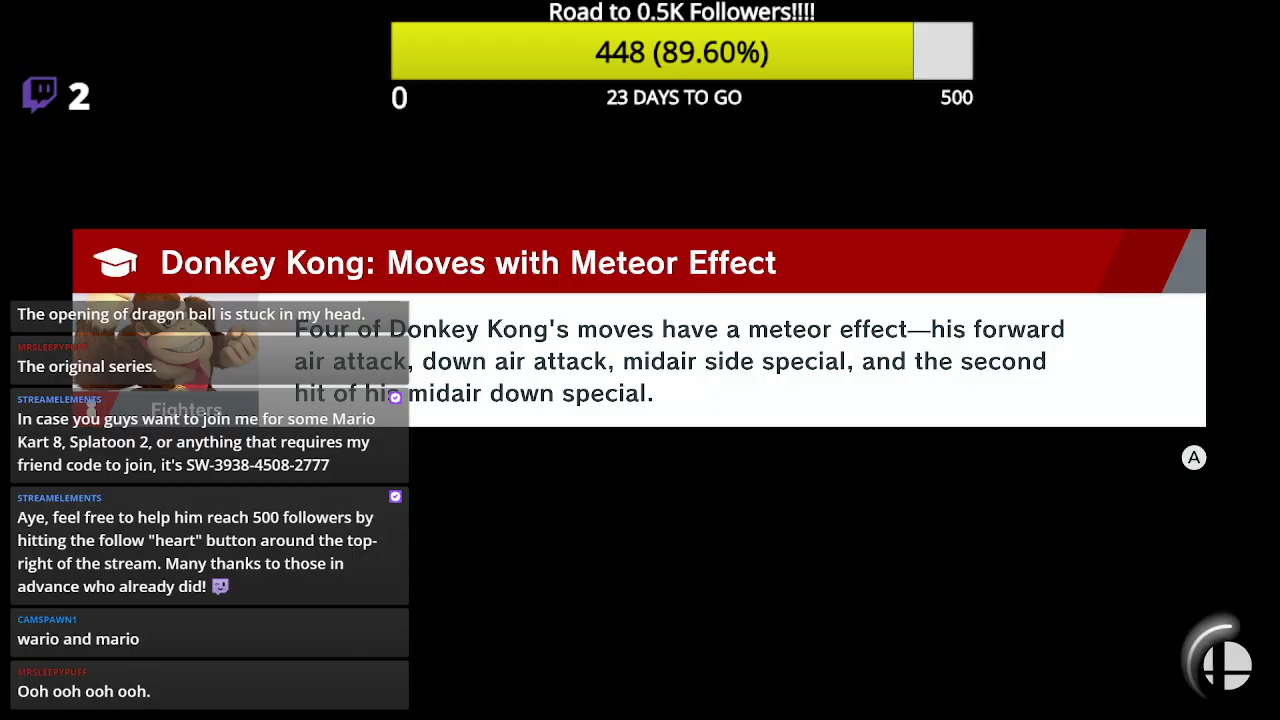 Road to 0.5K Followers!!!!
448 (89.60%)
2
0
23 DAYS TO GO
500
Donkey Kong: Moves with Meteor Effect
Four of Donkey Kong's moves have a meteor effect—his forward
air attack, down air attack, midair side special, and the second
hit of his midair down special.
Fighters
A
The opening of dragon ball is stuck in my head.
MRSLEEPYPUFF
The original series.
STREAMELEMENTS
In case you guys want to join me for some Mario
Kart 8, Splatoon 2, or anything that requires my
friend code to join, it's SW-3938-4508-2777
STREAMELEMENTS
Aye, feel free to help him reach 500 followers by
hitting the follow "heart" button around the top-
right of the stream. Many thanks to those in
advance who already did!
CAMSPAWN1
wario and mario
MRSLEEPYPUFF
Ooh ooh ooh ooh.